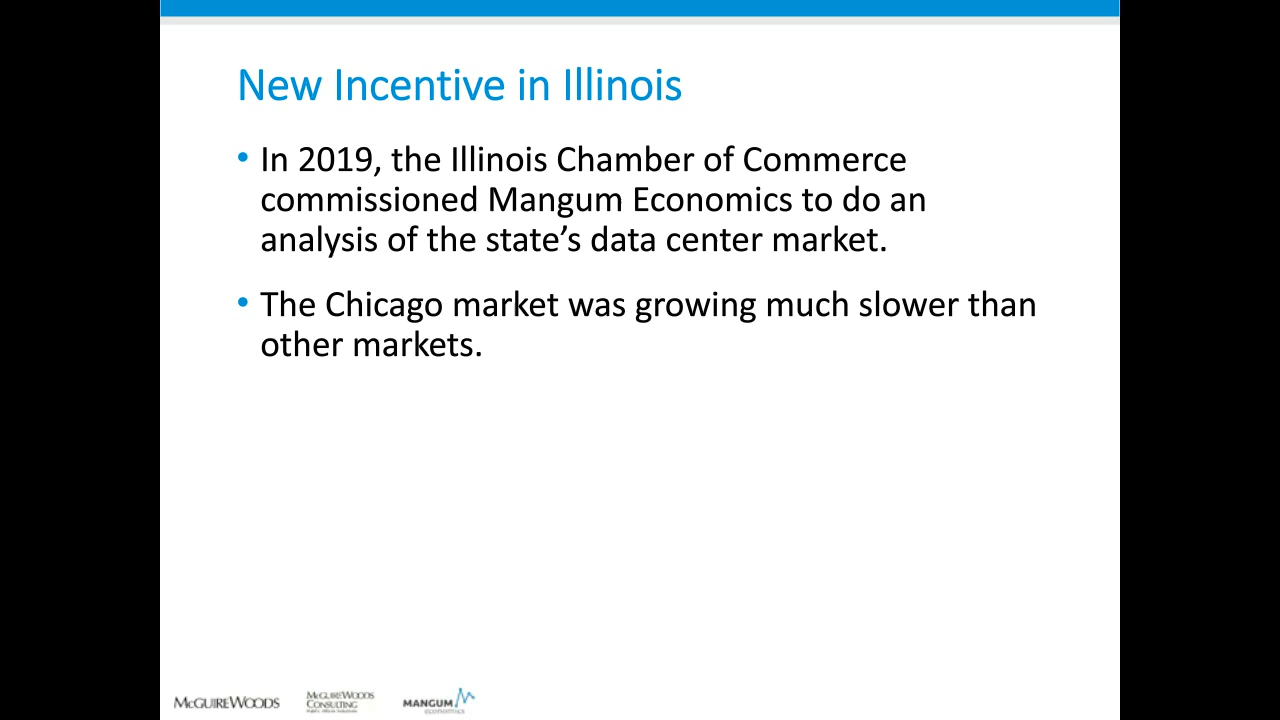 New Incentive in Illinois
• In 2019, the Illinois Chamber of Commerce
commissioned Mangum Economics to do an
analysis of the state’s data center market.
• The Chicago market was growing much slower than
other markets.
McGUIREWOODS
McGUIREWOODS
CONSULTING
MANGUM
ECONOMICS